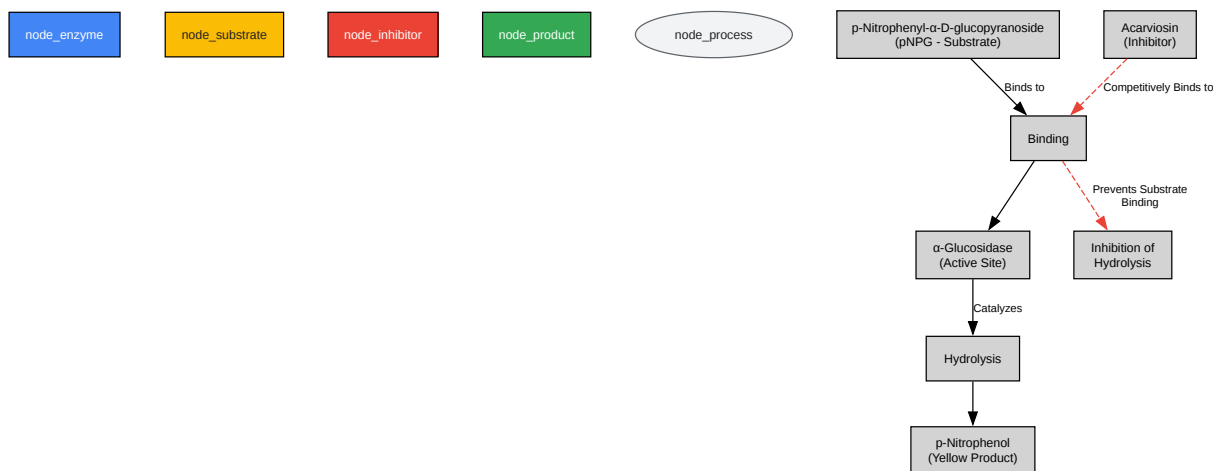 node_enzyme
node_substrate
node_inhibitor
node_product
node_process
p-Nitrophenyl-α-D-glucopyranoside
(pNPG - Substrate)
Acarviosin
(Inhibitor)
Binds to
Competitively Binds to
Binding
Prevents Substrate
Binding
α-Glucosidase
(Active Site)
Inhibition of
Hydrolysis
Catalyzes
Hydrolysis
p-Nitrophenol
(Yellow Product)